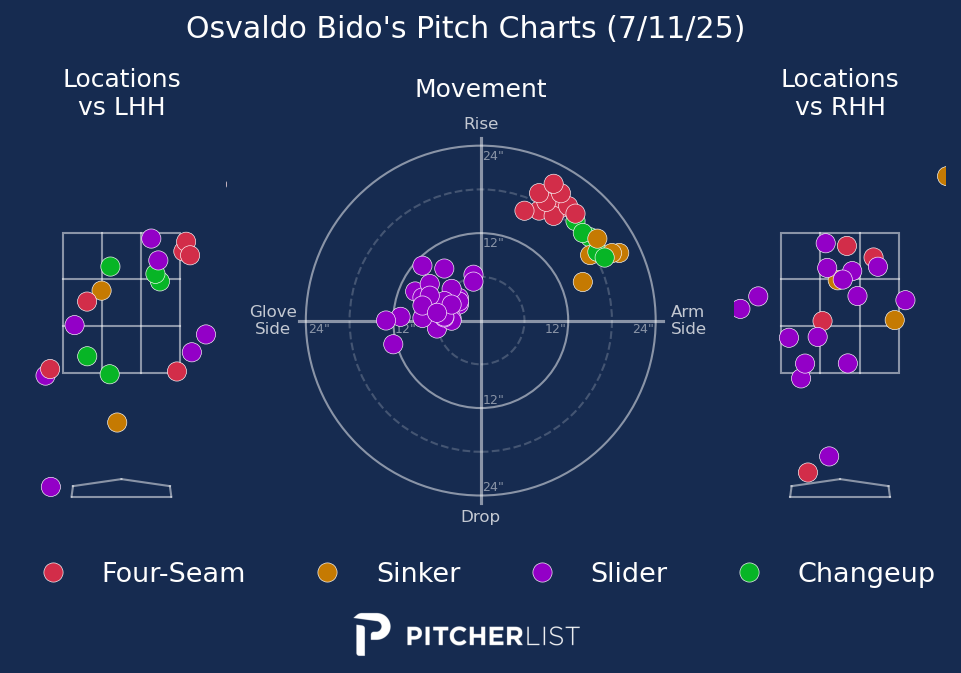 Osvaldo Bido's Pitch Charts (7/11/25)
Locations
vs LHH
Movement
Locations
vs RHH
Rise
24"
12"
Glove
Side
24"
12"
12"
24"
Arm
Side
12"
24"
Drop
Four-Seam
Sinker
Slider
Changeup
PITCHERLIST